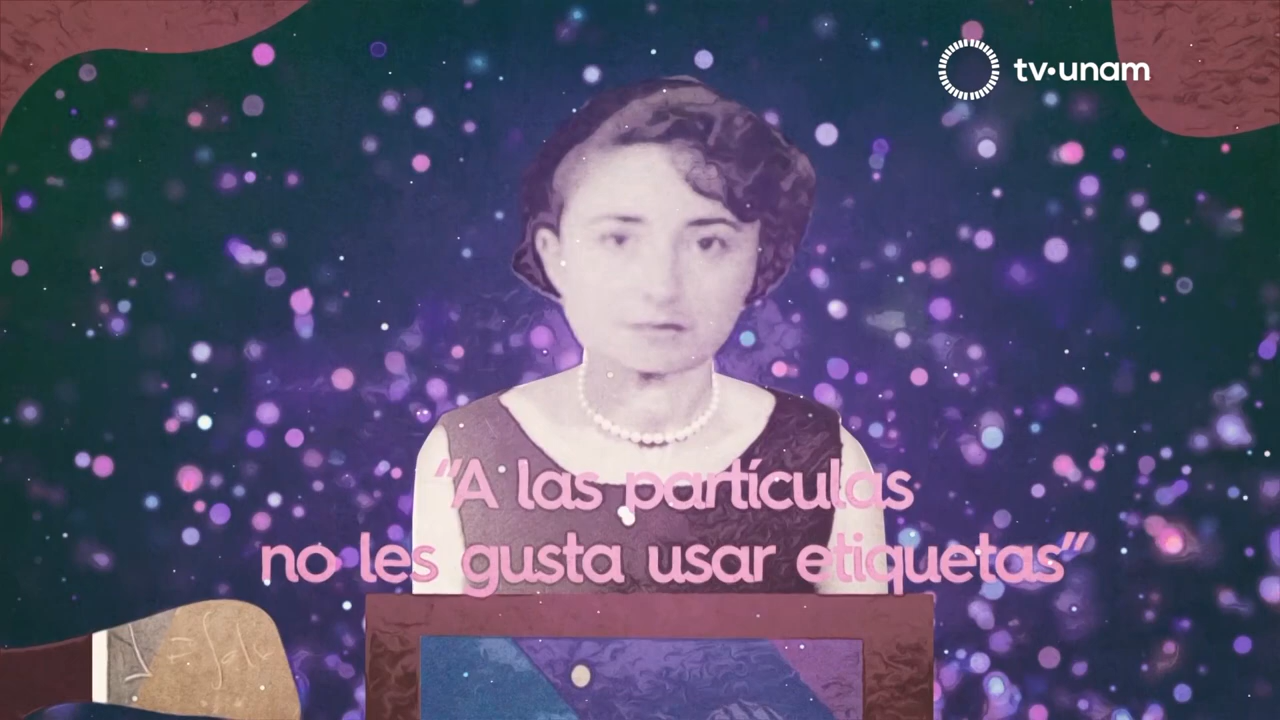 tv·unam
“A las partículas
no les gusta usar etiquetas”